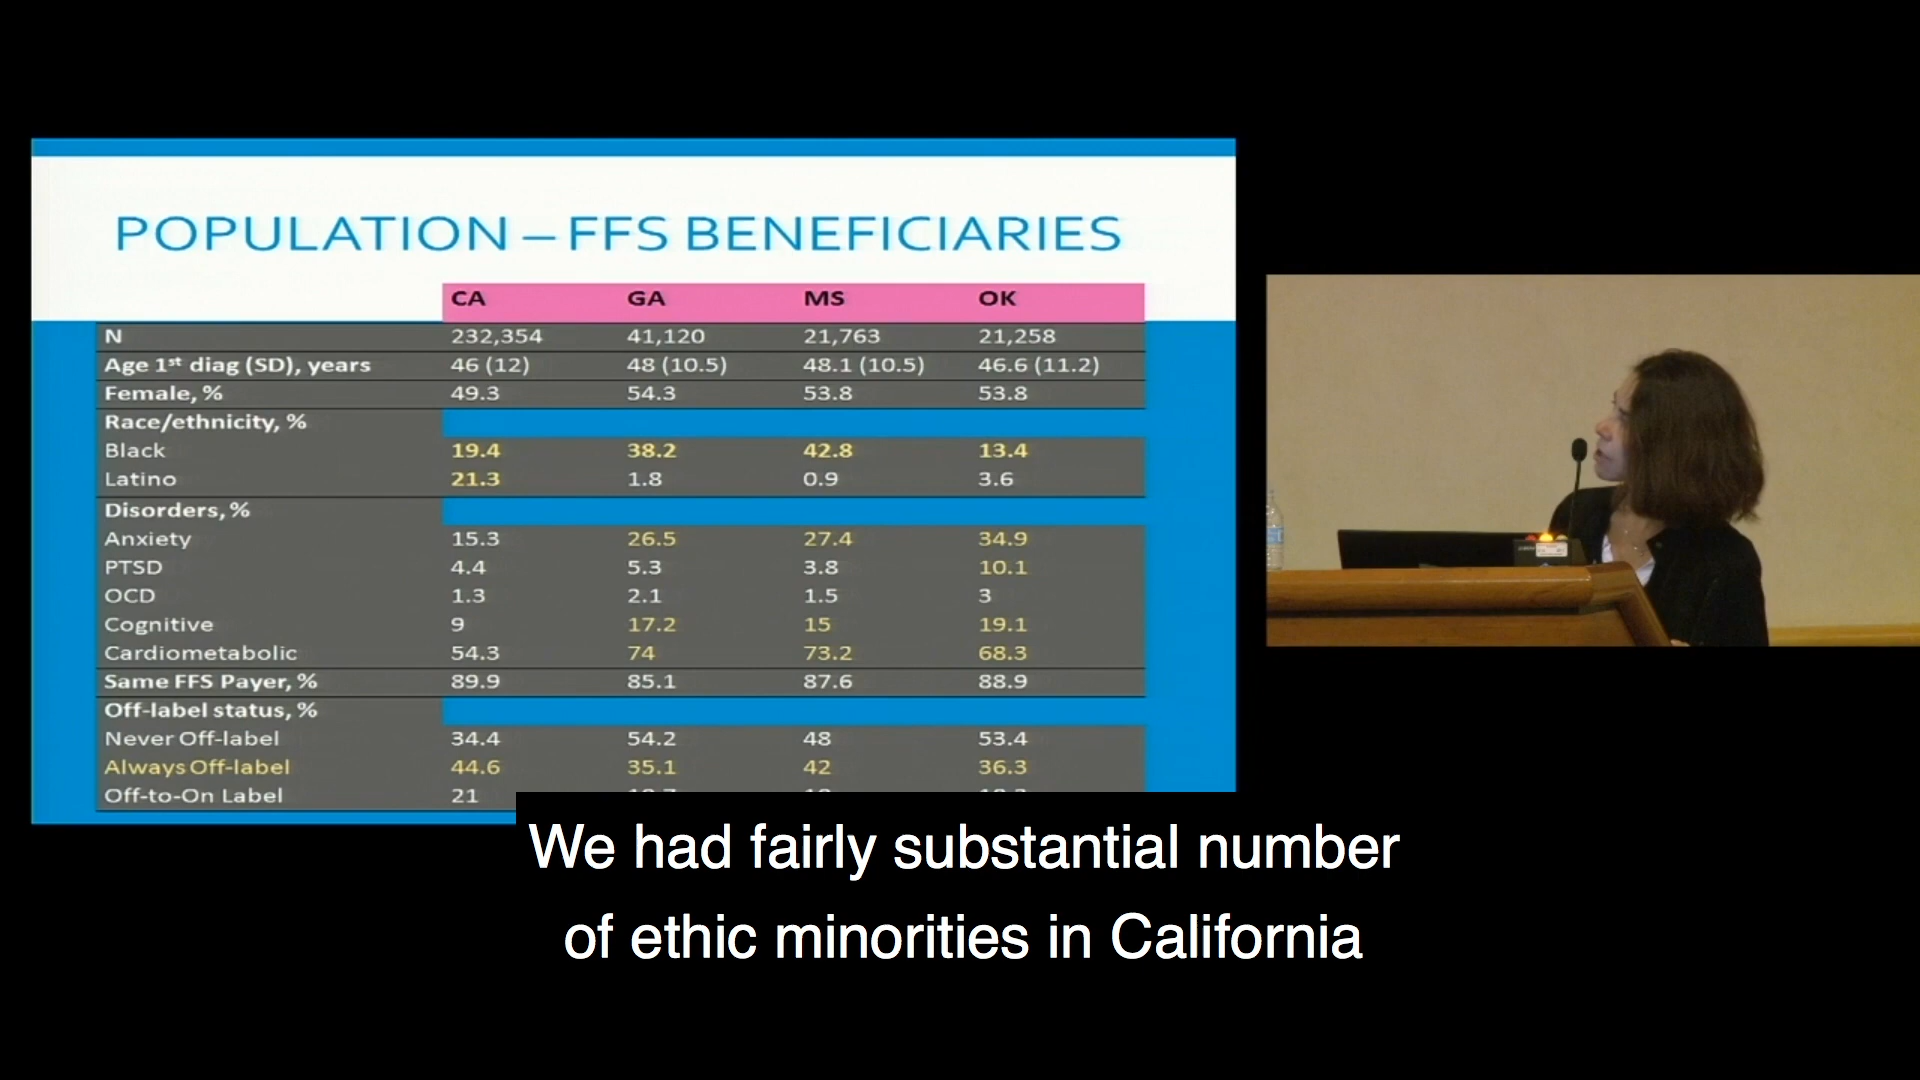 POPULATION – FFS BENEFICIARIES
CA GA MS OK
N 232,354 41,120 21,763 21,258
Age 1st diag (SD), years 46 (12) 48 (10.5) 48.1 (10.5) 46.6 (11.2)
Female, % 49.3 54.3 53.8 53.8
Race/ethnicity, %
Black 19.4 38.2 42.8 13.4
Latino 21.3 1.8 0.9 3.6
Disorders, %
Anxiety 15.3 26.5 27.4 34.9
PTSD 4.4 5.3 3.8 10.1
OCD 1.3 2.1 1.5 3
Cognitive 9 17.2 15 19.1
Cardiometabolic 54.3 74 73.2 68.3
Same FFS Payer, % 89.9 85.1 87.6 88.9
Off-label status, %
Never Off-label 34.4 54.2 48 53.4
Always Off-label 44.6 35.1 42 36.3
Off-to-On Label 21
We had fairly substantial number
of ethic minorities in California